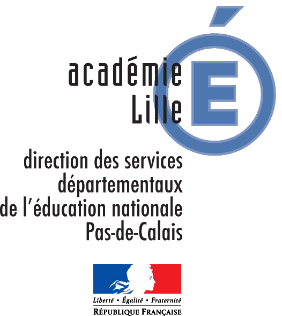 académie
Lille
É
direction des services
départementaux
de l'éducation nationale
Pas-de-Calais
Liberté • Égalité • Fraternité
RÉPUBLIQUE FRANÇAISE